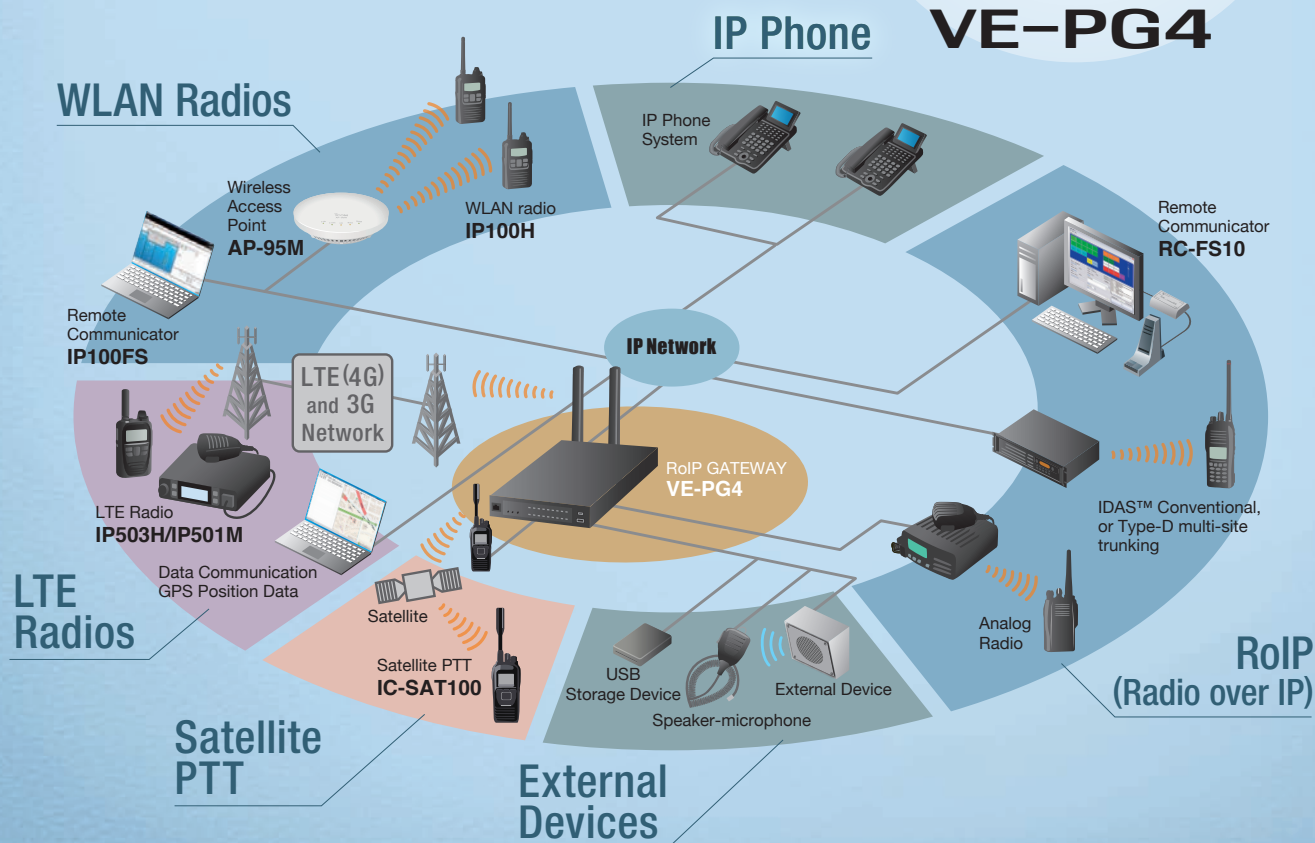 VE-PG4
IP Phone
WLAN Radios
IP Phone
System
Wireless
Access
Point
AP-95M
WLAN radio
IP100H
Remote
Communicator
RC-FS10
Remote
Communicator
IP100FS
IP Network
LTE(4G)
and 3G
Network
RoIP GATEWAY
VE-PG4
LTE Radio
IP503H/IP501M
IDAS™ Conventional,
or Type-D multi-site
trunking
Data Communication
GPS Position Data
LTE
Radios
Satellite
Analog
Radio
Satellite PTT
IC-SAT100
USB
Storage Device
External Device
Speaker-microphone
RoIP
(Radio over IP)
Satellite
PTT
External
Devices